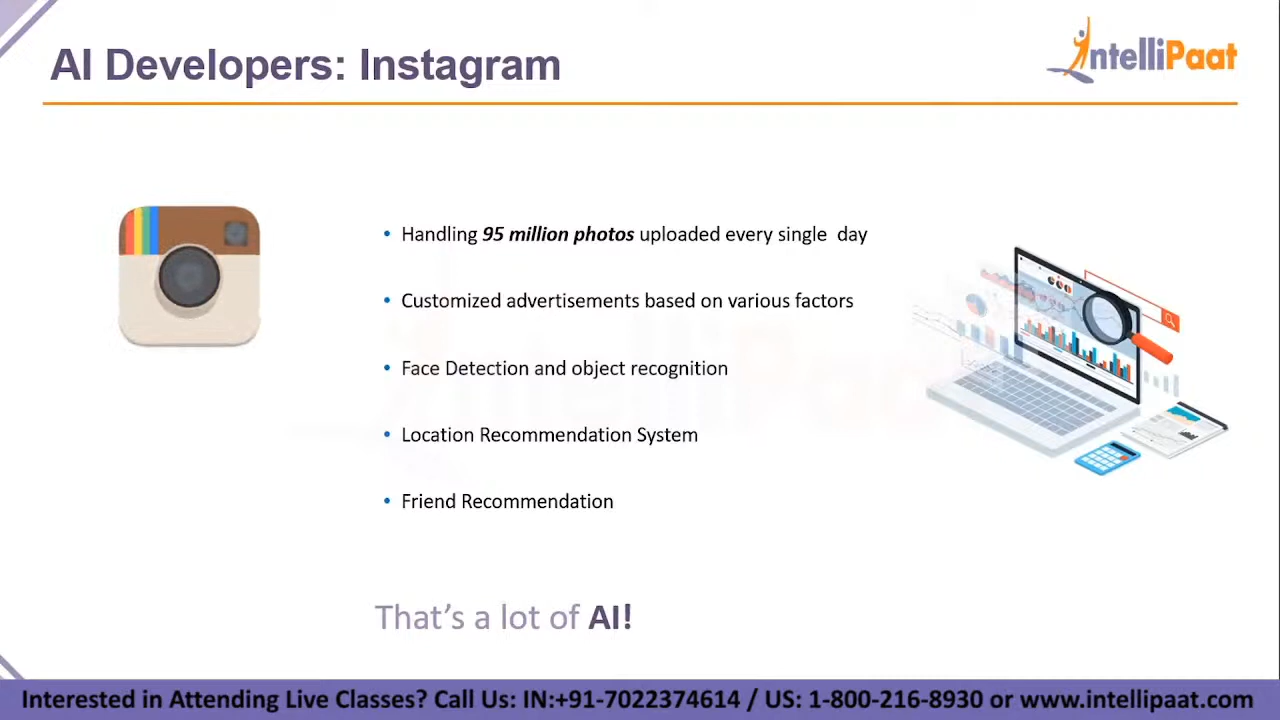 AI Developers: Instagram
IntelliPaat
• Handling 95 million photos uploaded every single day
• Customized advertisements based on various factors
• Face Detection and object recognition
• Location Recommendation System
• Friend Recommendation
That's a lot of AI!
Interested in Attending Live Classes? Call Us: IN:+91-7022374614 / US: 1-800-216-8930 or www.intellipaat.com